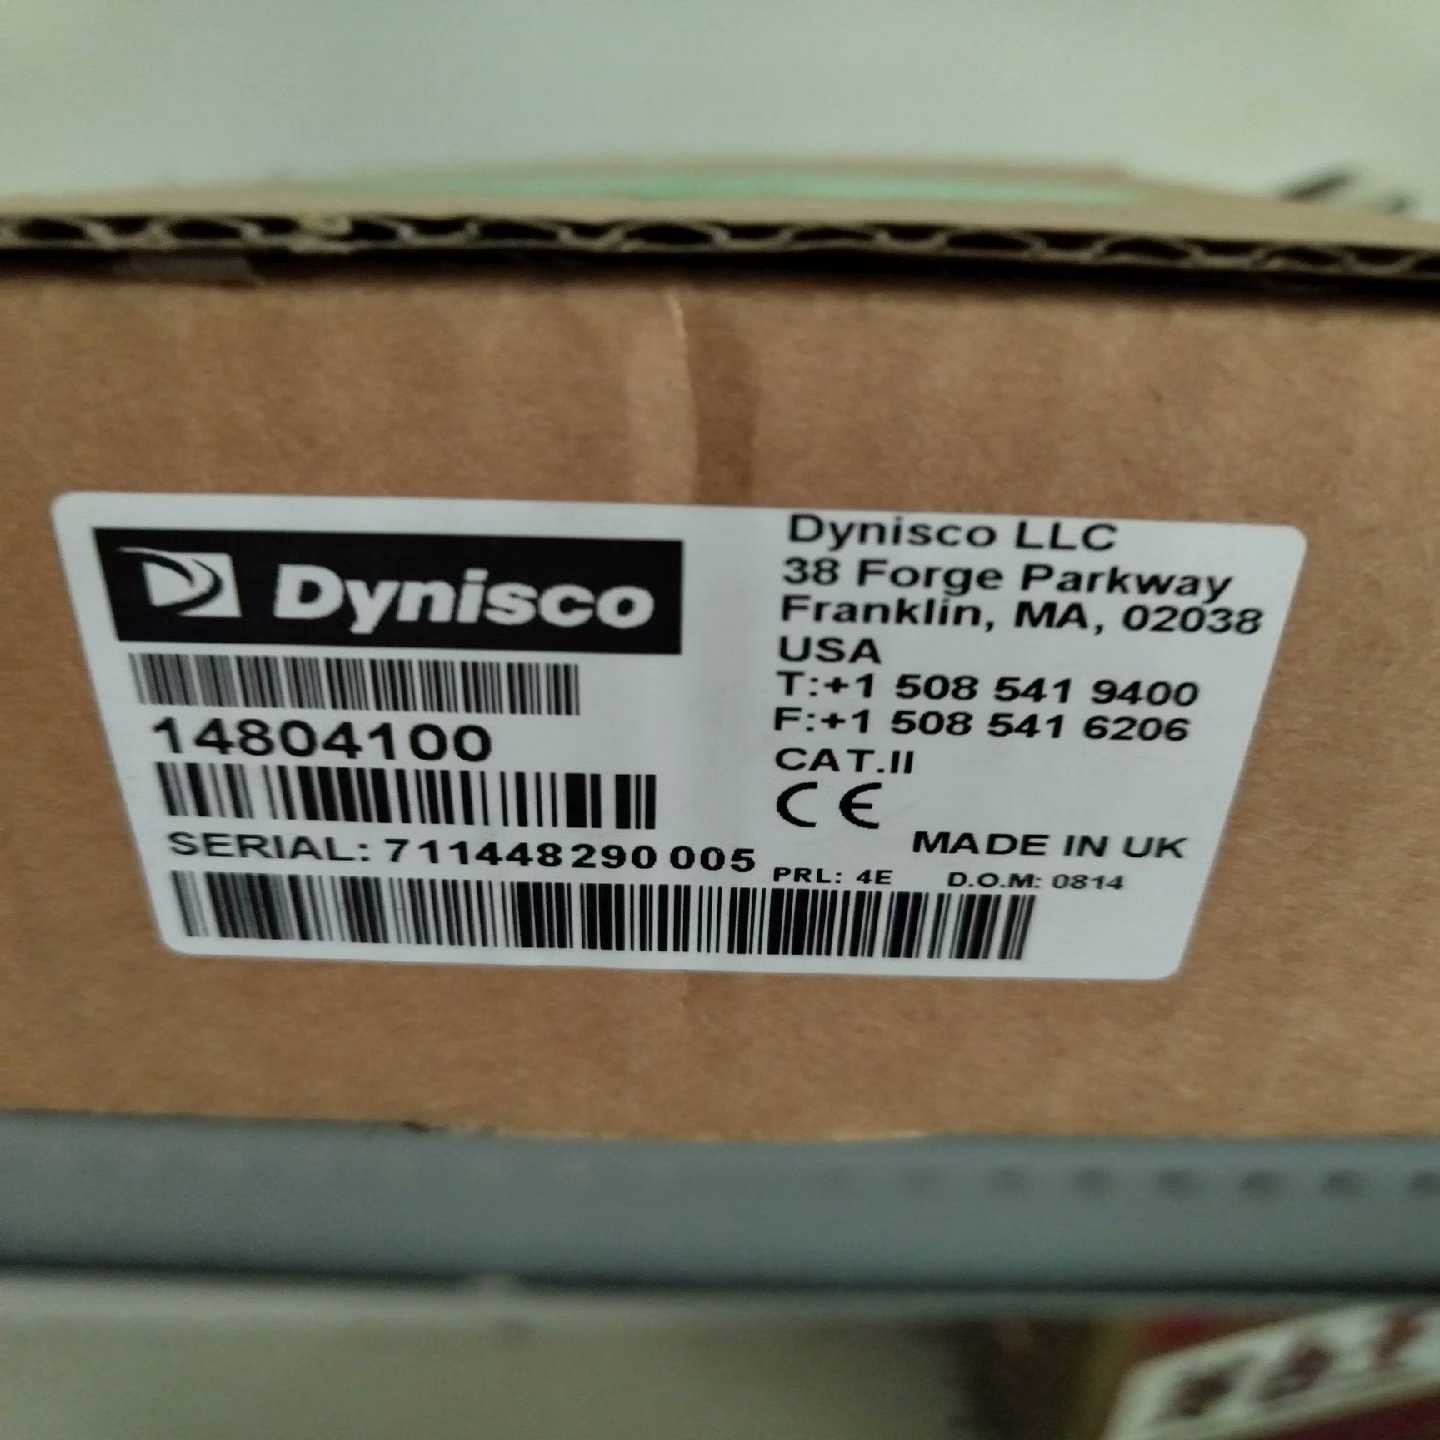 Dynisco
14804100
SERIAL: 711448290 005
Dynisco LLC
38 Forge Parkway
Franklin, MA, 02038
USA
T:+1 508 541 9400
F:+1 508 541 6206
CAT.II
CE
MADE IN UK
PRL: 4E D.O.M: 0814